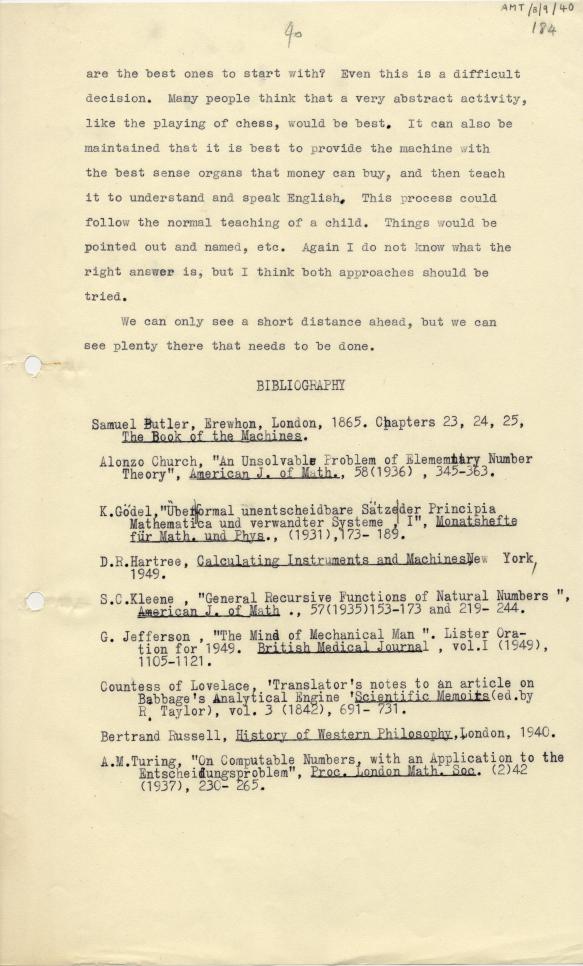 AMT/B/9/40
184
40
are the best ones to start with? Even this is a difficult
decision. Many people think that a very abstract activity,
like the playing of chess, would be best. It can also be
maintained that it is best to provide the machine with
the best sense organs that money can buy, and then teach
it to understand and speak English. This process could
follow the normal teaching of a child. Things would be
pointed out and named, etc. Again I do not know what the
right answer is, but I think both approaches should be
tried.
We can only see a short distance ahead, but we can
see plenty there that needs to be done.
BIBLIOGRAPHY
Samuel Butler, Erewhon, London, 1865. Chapters 23, 24, 25,
The Book of the Machines.
Alonzo Church, "An Unsolvable Problem of Elementary Number
Theory", American J. of Math., 58(1936) , 345-363.
K.Gödel,"Über formal unentscheidbare Sätze der Principia
Mathematica und verwandter Systeme , I", Monatshefte
für Math. und Phys., (1931),173- 189.
D.R.Hartree, Calculating Instruments and Machines,New York,
1949.
S.C.Kleene , "General Recursive Functions of Natural Numbers ",
American J. of Math ., 57(1935)153-173 and 219- 244.
G. Jefferson , "The Mind of Mechanical Man ". Lister Ora-
tion for 1949. British Medical Journal , vol.I (1949),
1105-1121.
Countess of Lovelace, 'Translator's notes to an article on
Babbage's Analytical Engine 'Scientific Memoirs(ed.by
R. Taylor), vol. 3 (1842), 691- 731.
Bertrand Russell, History of Western Philosophy,London, 1940.
A.M.Turing, "On Computable Numbers, with an Application to the
Entscheidungsproblem", Proc. London Math. Soc. (2)42
(1937), 230- 265.